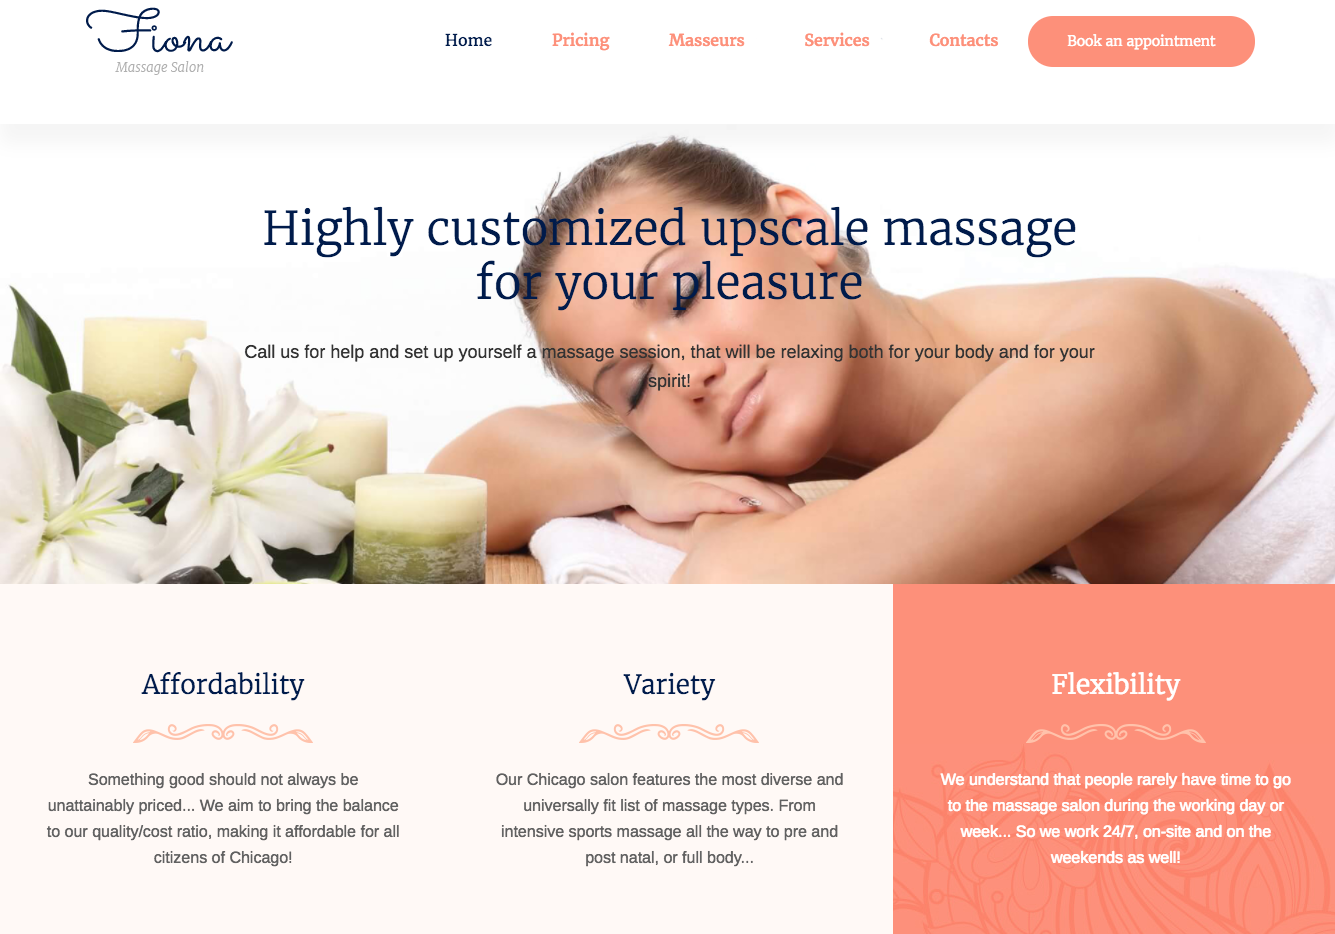 Fiona
Massage Salon
Home
Pricing
Masseurs
Services
Contacts
Book an appointment
Highly customized upscale massage
for your pleasure
Call us for help and set up yourself a massage session, that will be relaxing both for your body and for your
spirit!
Affordability
Something good should not always be
unattainably priced... We aim to bring the balance
to our quality/cost ratio, making it affordable for all
citizens of Chicago!
Variety
Our Chicago salon features the most diverse and
universally fit list of massage types. From
intensive sports massage all the way to pre and
post natal, or full body...
Flexibility
We understand that people rarely have time to go
to the massage salon during the working day or
week... So we work 24/7, on-site and on the
weekends as well!